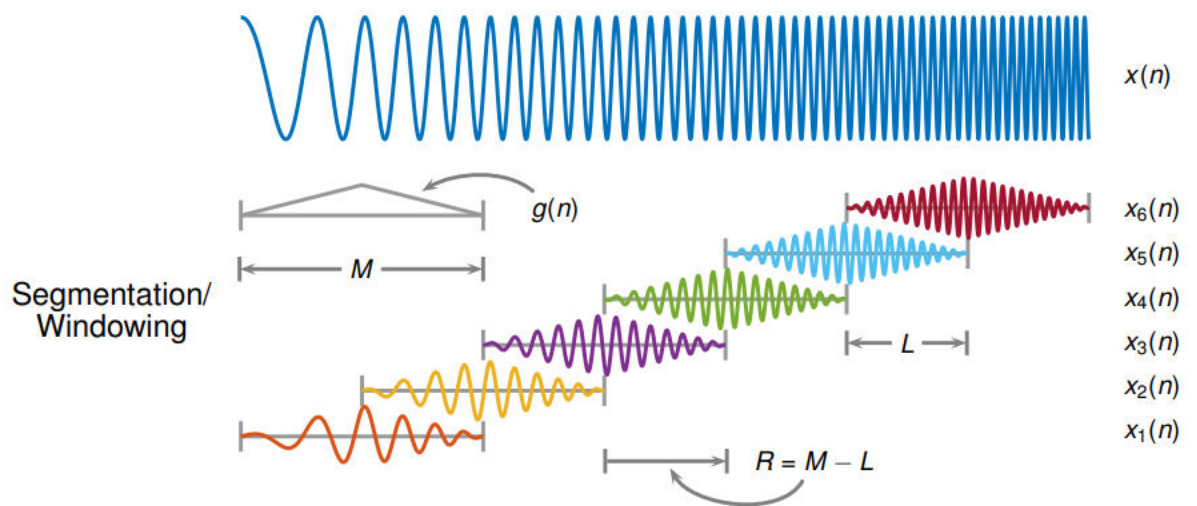 x(n)
g(n)
M
Segmentation/
Windowing
x₆(n)
x₅(n)
x₄(n)
L
x₃(n)
x₂(n)
x₁(n)
R = M − L